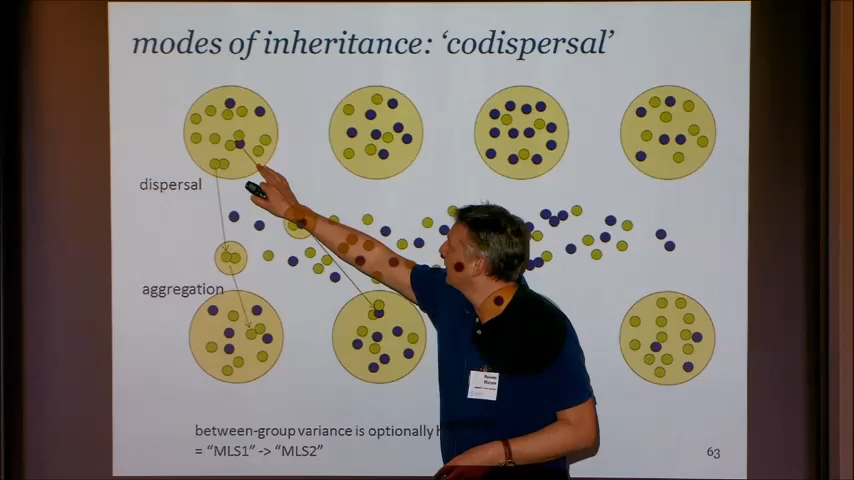 modes of inheritance: ‘codispersal’
dispersal
aggregation
between-group variance is optionally
= “MLS1” -> “MLS2”
63